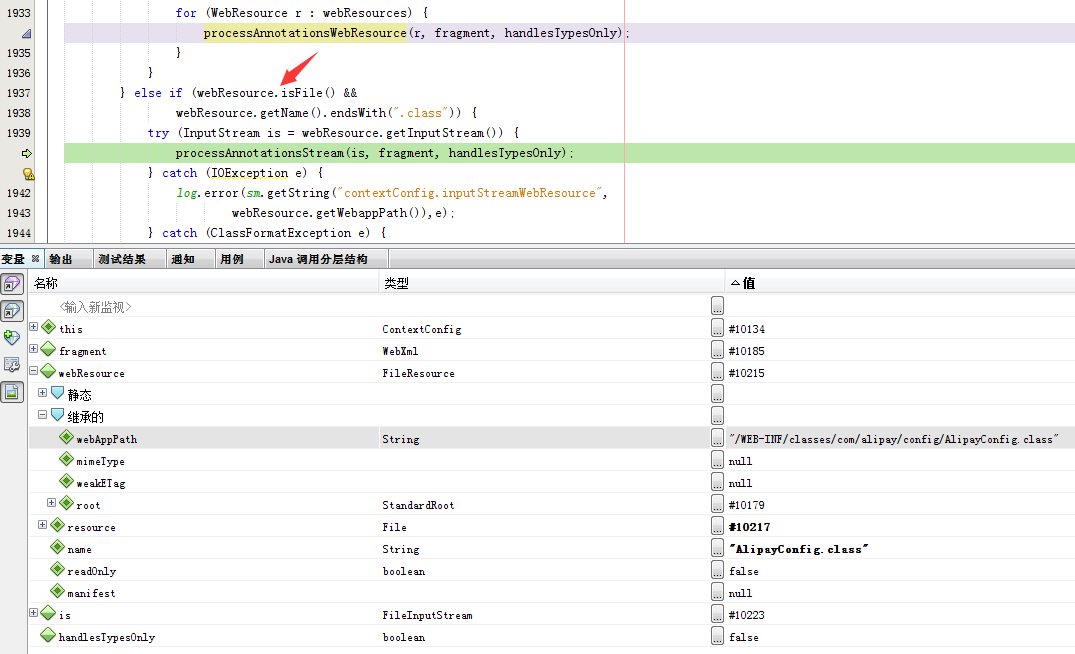 1933 for (WebResource r : webResources) {
processAnnotationsWebResource(r, fragment, handlesTypesOnly);
1935 }
1936 }
1937 } else if (webResource.isFile() &&
1938 webResource.getName().endsWith(".class")) {
1939 try (InputStream is = webResource.getInputStream()) {
processAnnotationsStream(is, fragment, handlesTypesOnly);
} catch (IOException e) {
1942 log.error(sm.getString("contextConfig.inputStreamWebResource",
1943 webResource.getWebappPath()),e);
1944 } catch (ClassFormatException e) {
变量 输出 测试结果 通知 用例 Java 调用分层结构
名称 类型 值
<输入新监视> ...
this ContextConfig ... #10134
fragment WebXml ... #10185
webResource FileResource ... #10215
静态 ...
继承的 ...
webAppPath String ... "/WEB-INF/classes/com/alipay/config/AlipayConfig.class"
mimeType ... null
weakETag ... null
root StandardRoot ... #10179
resource File ... #10217
name String ... "AlipayConfig.class"
readOnly boolean ... false
manifest ... null
is FileInputStream ... #10223
handlesTypesOnly boolean ... false